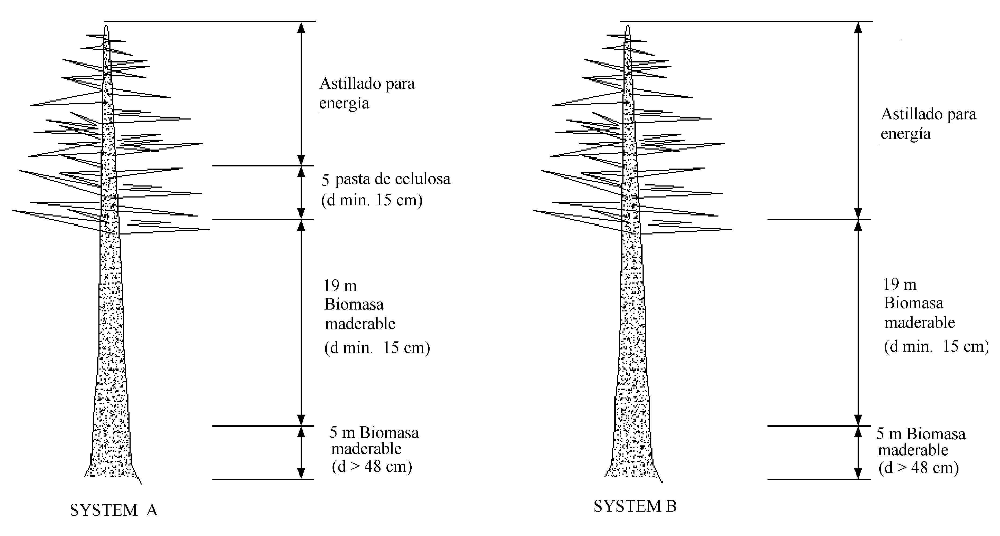 Astillado para
energía
5 pasta de celulosa
(d min. 15 cm)
19 m
Biomasa
maderable
(d min. 15 cm)
5 m Biomasa
maderable
(d > 48 cm)
SYSTEM A
Astillado para
energía
19 m
Biomasa
maderable
(d min. 15 cm)
5 m Biomasa
maderable
(d > 48 cm)
SYSTEM B